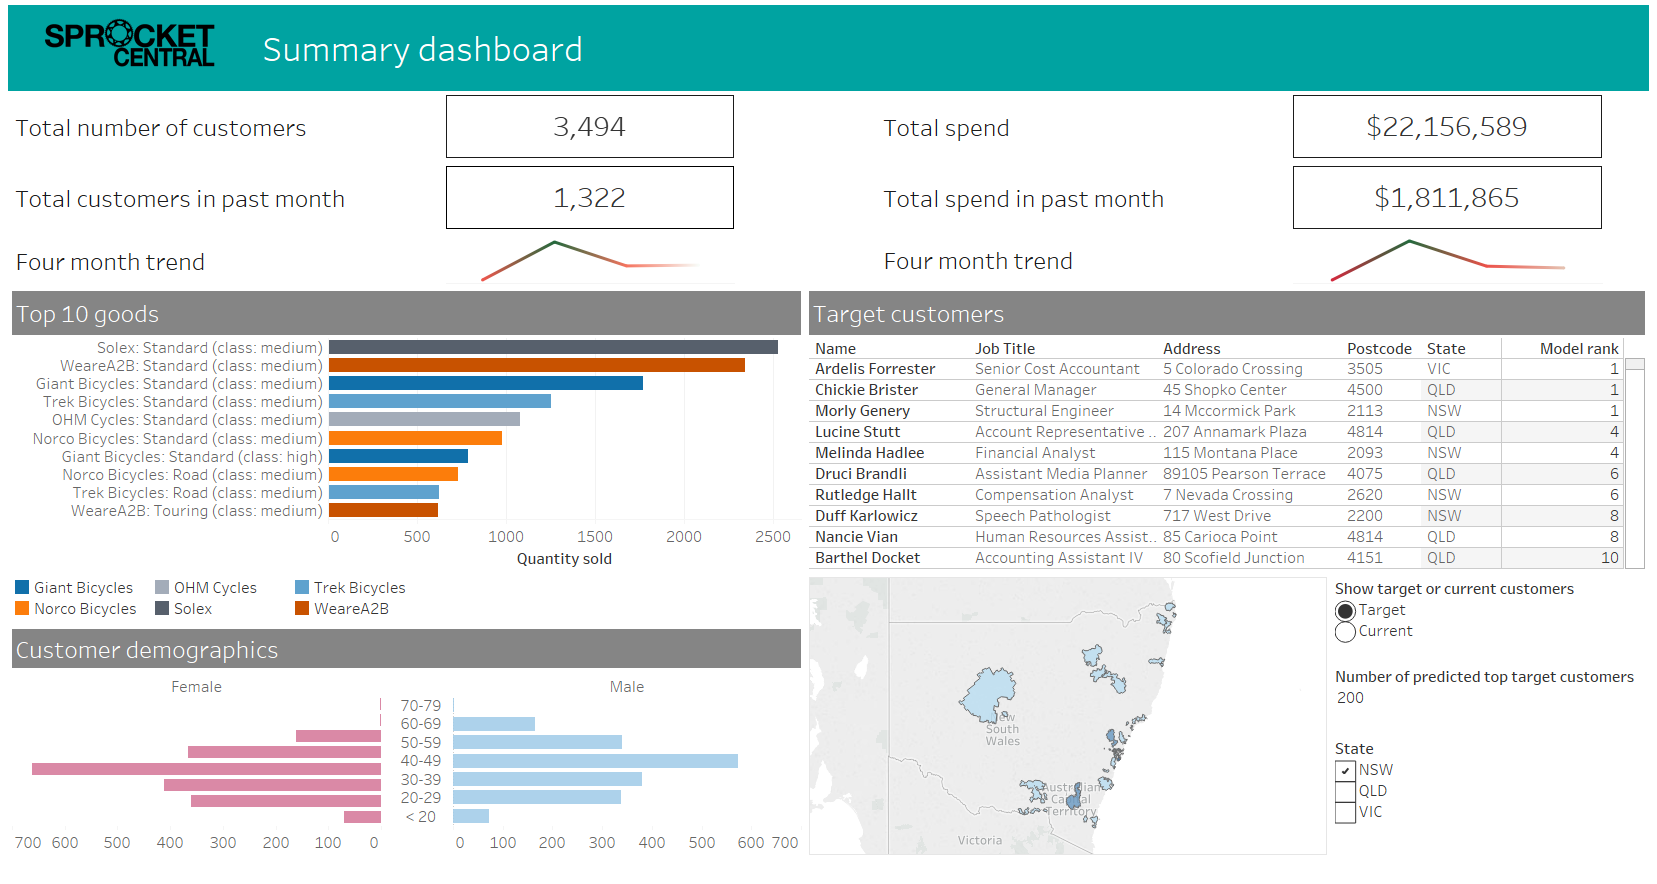 SPROCKET
CENTRAL
Summary dashboard
Total number of customers
3,494
Total spend
$22,156,589
Total customers in past month
1,322
Total spend in past month
$1,811,865
Four month trend
Four month trend
Top 10 goods
Solex: Standard (class: medium)
WeareA2B: Standard (class: medium)
Giant Bicycles: Standard (class: medium)
Trek Bicycles: Standard (class: medium)
OHM Cycles: Standard (class: medium)
Norco Bicycles: Standard (class: medium)
Giant Bicycles: Standard (class: high)
Norco Bicycles: Road (class: medium)
Trek Bicycles: Road (class: medium)
WeareA2B: Touring (class: medium)
0 500 1000 1500 2000 2500
Quantity sold
Giant Bicycles OHM Cycles Trek Bicycles
Norco Bicycles Solex WeareA2B
Customer demographics
Female Male
70-79
60-69
50-59
40-49
30-39
20-29
< 20
700 600 500 400 300 200 100 0 0 100 200 300 400 500 600 700
Target customers
Name Job Title Address Postcode State Model rank
Ardelis Forrester Senior Cost Accountant 5 Colorado Crossing 3505 VIC 1
Chickie Brister General Manager 45 Shopko Center 4500 QLD 1
Morly Genery Structural Engineer 14 Mccormick Park 2113 NSW 1
Lucine Stutt Account Representative .. 207 Annamark Plaza 4814 QLD 4
Melinda Hadlee Financial Analyst 115 Montana Place 2093 NSW 4
Druci Brandli Assistant Media Planner 89105 Pearson Terrace 4075 QLD 6
Rutledge Hallt Compensation Analyst 7 Nevada Crossing 2620 NSW 6
Duff Karlowicz Speech Pathologist 717 West Drive 2200 NSW 8
Nancie Vian Human Resources Assist.. 85 Carioca Point 4814 QLD 8
Barthel Docket Accounting Assistant IV 80 Scofield Junction 4151 QLD 10
New
South
Wales
Australian
Capital
Territory
Victoria
Show target or current customers
Target
Current
Number of predicted top target customers
200
State
NSW
QLD
VIC